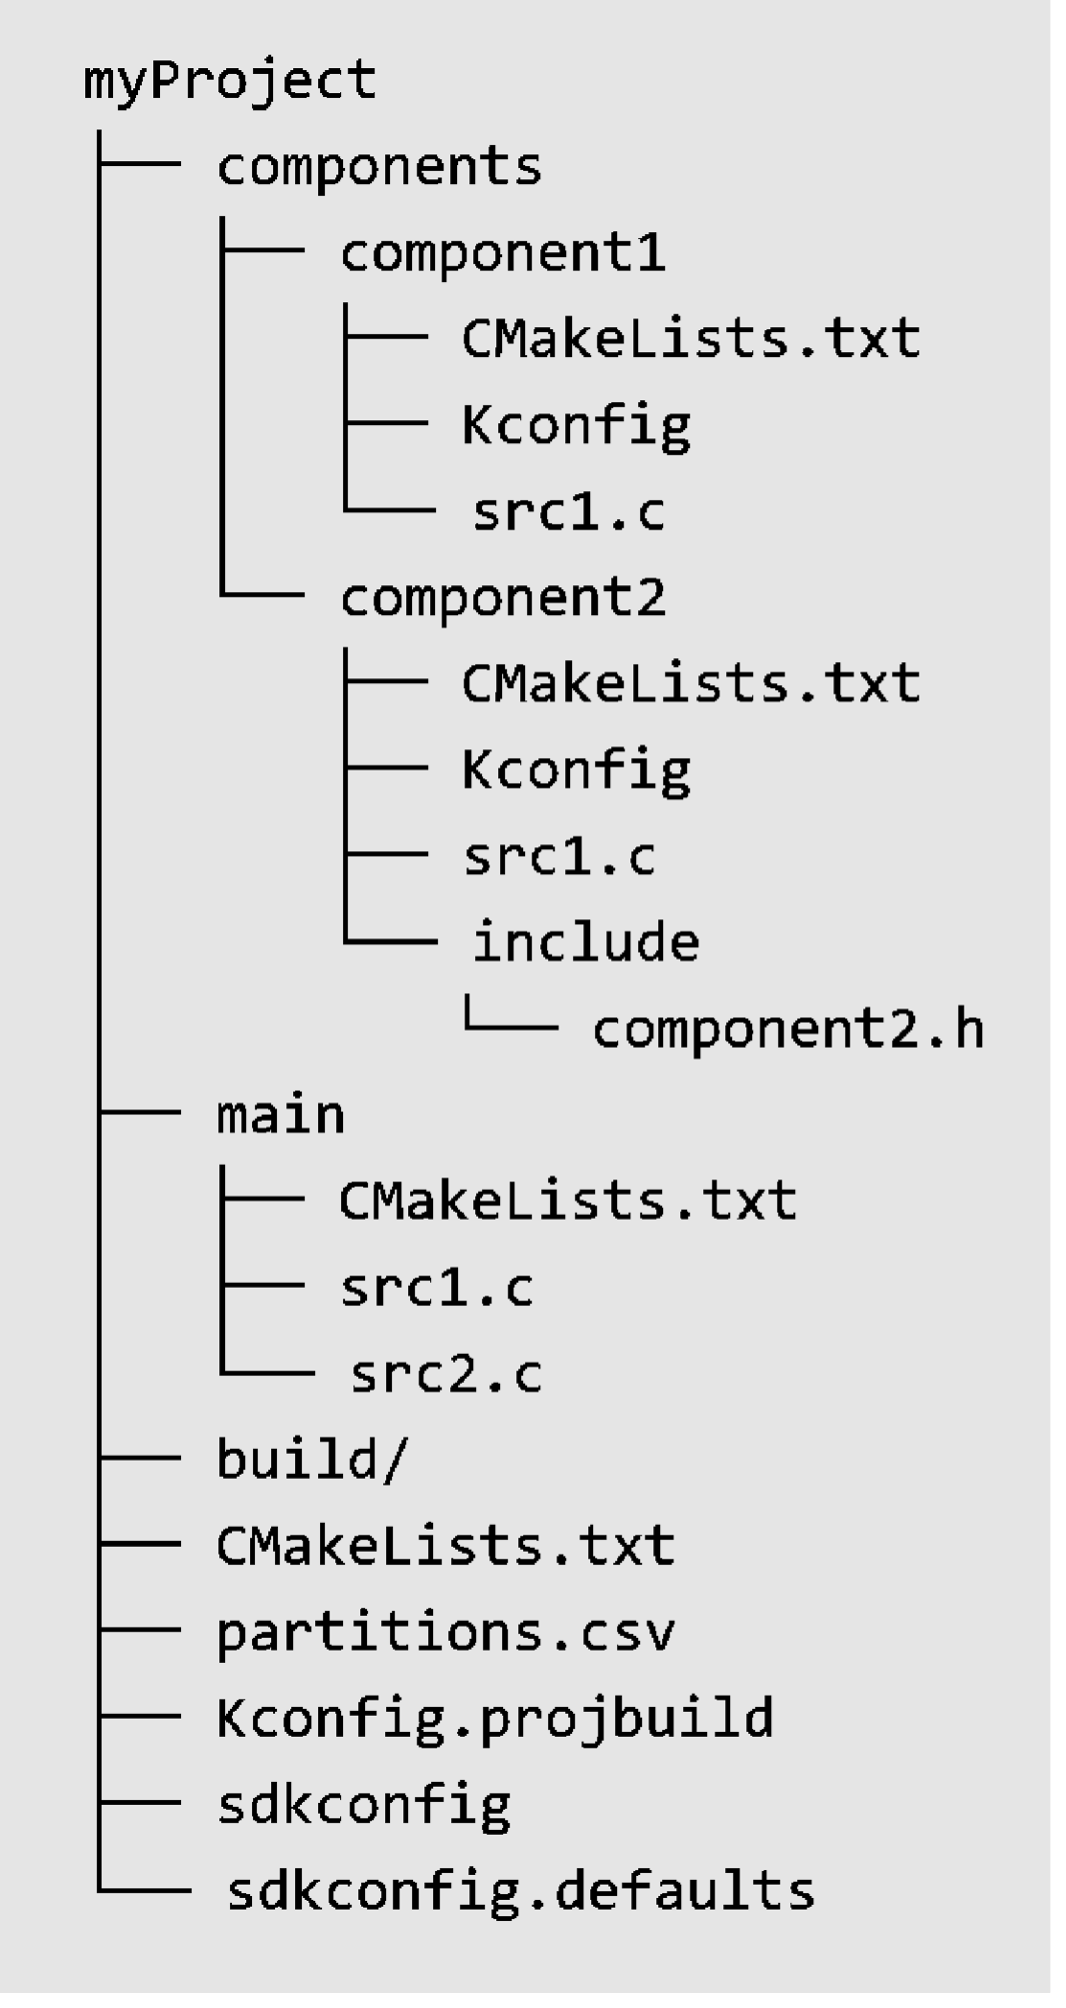 myProject
components
component1
CMakeLists.txt
Kconfig
src1.c
component2
CMakeLists.txt
Kconfig
src1.c
include
component2.h
main
CMakeLists.txt
src1.c
src2.c
build/
CMakeLists.txt
partitions.csv
Kconfig.projbuild
sdkconfig
sdkconfig.defaults